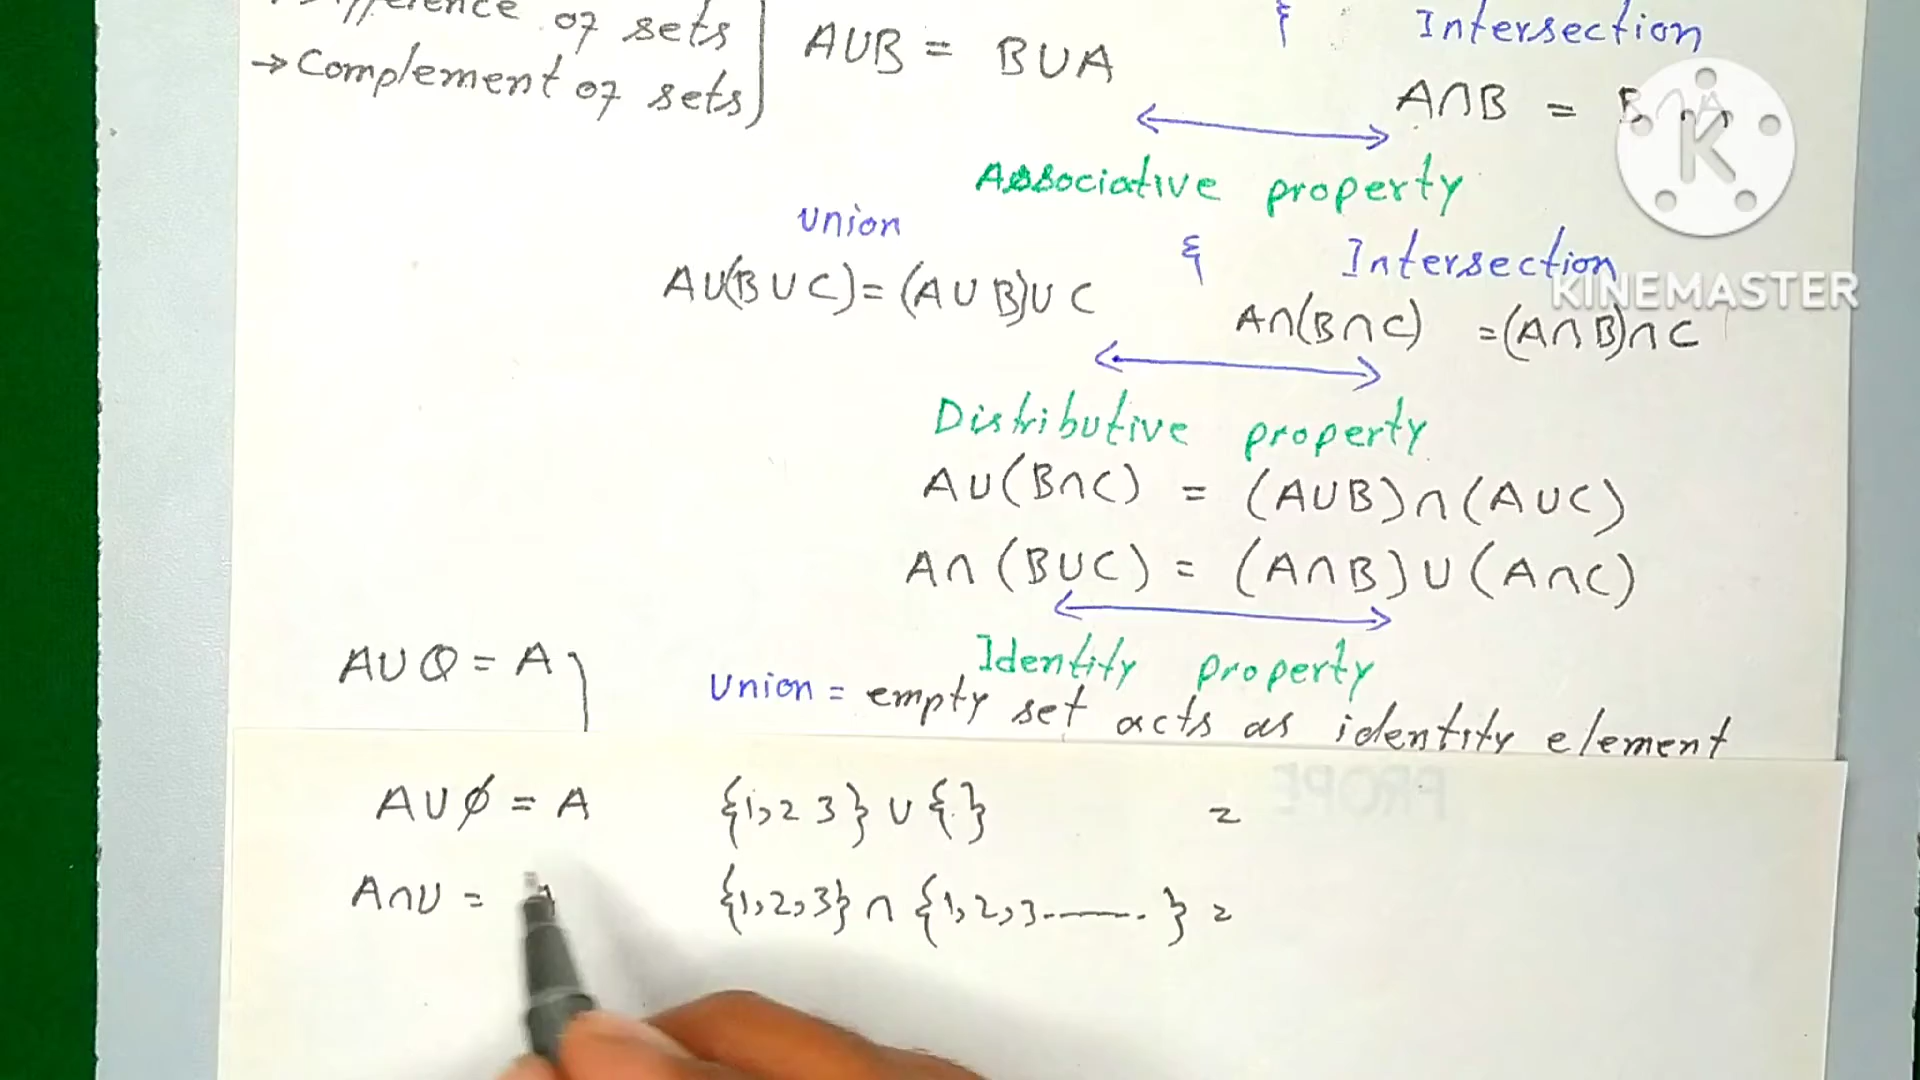 Difference of sets
→ Complement of sets
A∪B = B∪A
& Intersection
A∩B = B∩A
Associative property
Union & Intersection
A∪(B∪C)=(A∪B)∪C
A∩(B∩C) =(A∩B)∩C
KINEMASTER
Distributive property
A∪(B∩C) = (A∪B)∩(A∪C)
A∩(B∪C) = (A∩B)∪(A∩C)
Identity property
A∪Q = A
Union = empty set acts as identity element
A∪∅ = A {1,2 3} ∪ {} =
A∩U = A {1,2,3} ∩ {1,2,3-----.} =